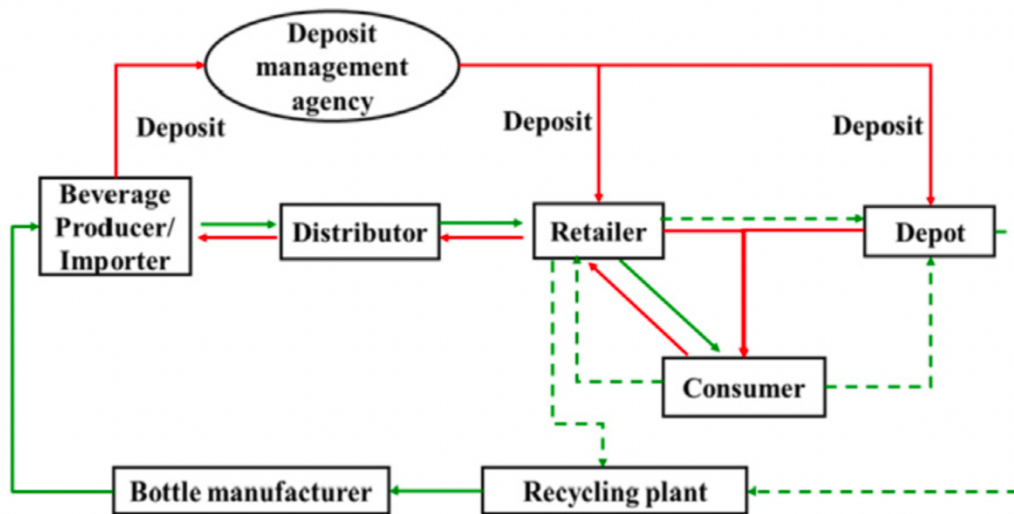 Deposit
management
agency
Deposit
Deposit
Deposit
Beverage
Producer/
Importer
Distributor
Retailer
Depot
Consumer
Bottle manufacturer
Recycling plant